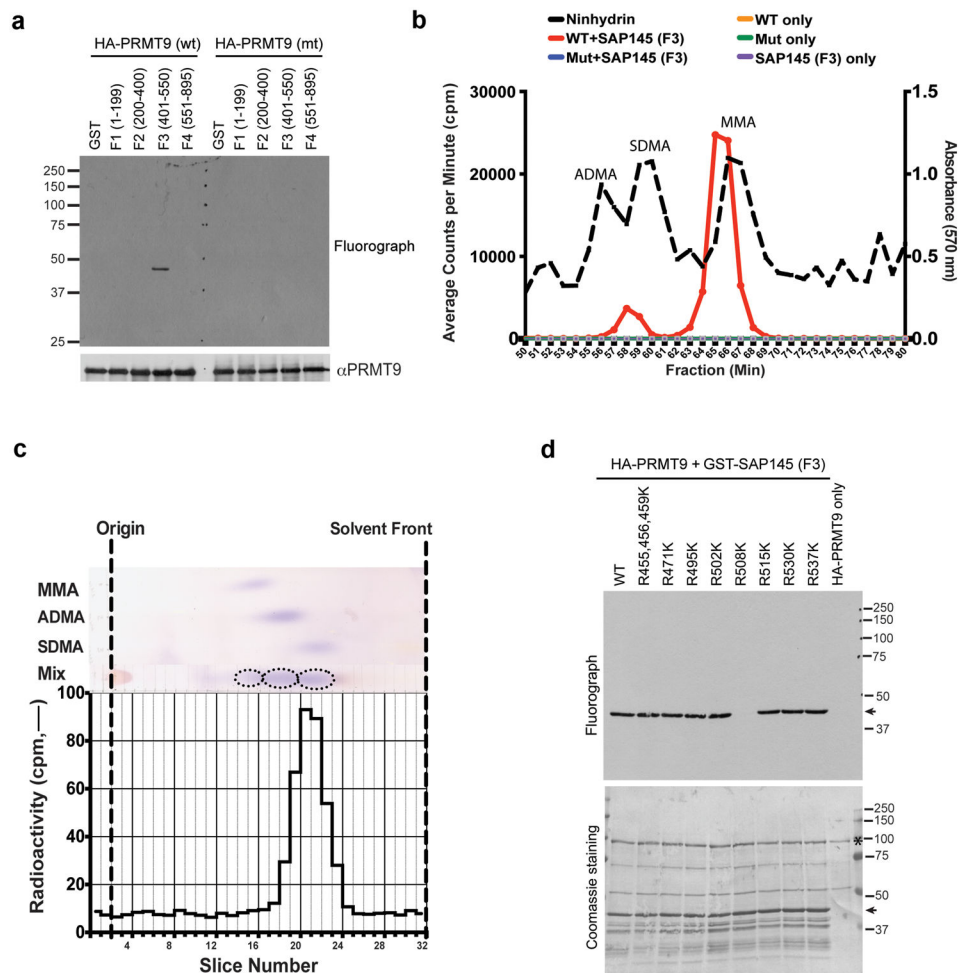 a
HA-PRMT9 (wt)
HA-PRMT9 (mt)
GST
F1 (1-199)
F2 (200-400)
F3 (401-550)
F4 (551-895)
GST
F1 (1-199)
F2 (200-400)
F3 (401-550)
F4 (551-895)
250
150
100
75
50
37
25
Fluorograph
αPRMT9
b
Ninhydrin
WT+SAP145 (F3)
Mut+SAP145 (F3)
WT only
Mut only
SAP145 (F3) only
Average Counts per Minute (cpm)
30000
20000
10000
0
ADMA
SDMA
MMA
1.5
1.0
0.5
0.0
Absorbance (570 nm)
50 51 52 53 54 55 56 57 58 59 60 61 62 63 64 65 66 67 68 69 70 71 72 73 74 75 76 77 78 79 80
Fraction (Min)
c
Origin
Solvent Front
MMA
ADMA
SDMA
Mix
Radioactivity (cpm,—)
100
80
60
40
20
0
4 8 12 16 20 24 28 32
Slice Number
d
HA-PRMT9 + GST-SAP145 (F3)
WT
R455,456,459K
R471K
R495K
R502K
R508K
R515K
R530K
R537K
HA-PRMT9 only
Fluorograph
250
150
100
75
50
37
Coomassie staining
250
150
100
*
75
50
37